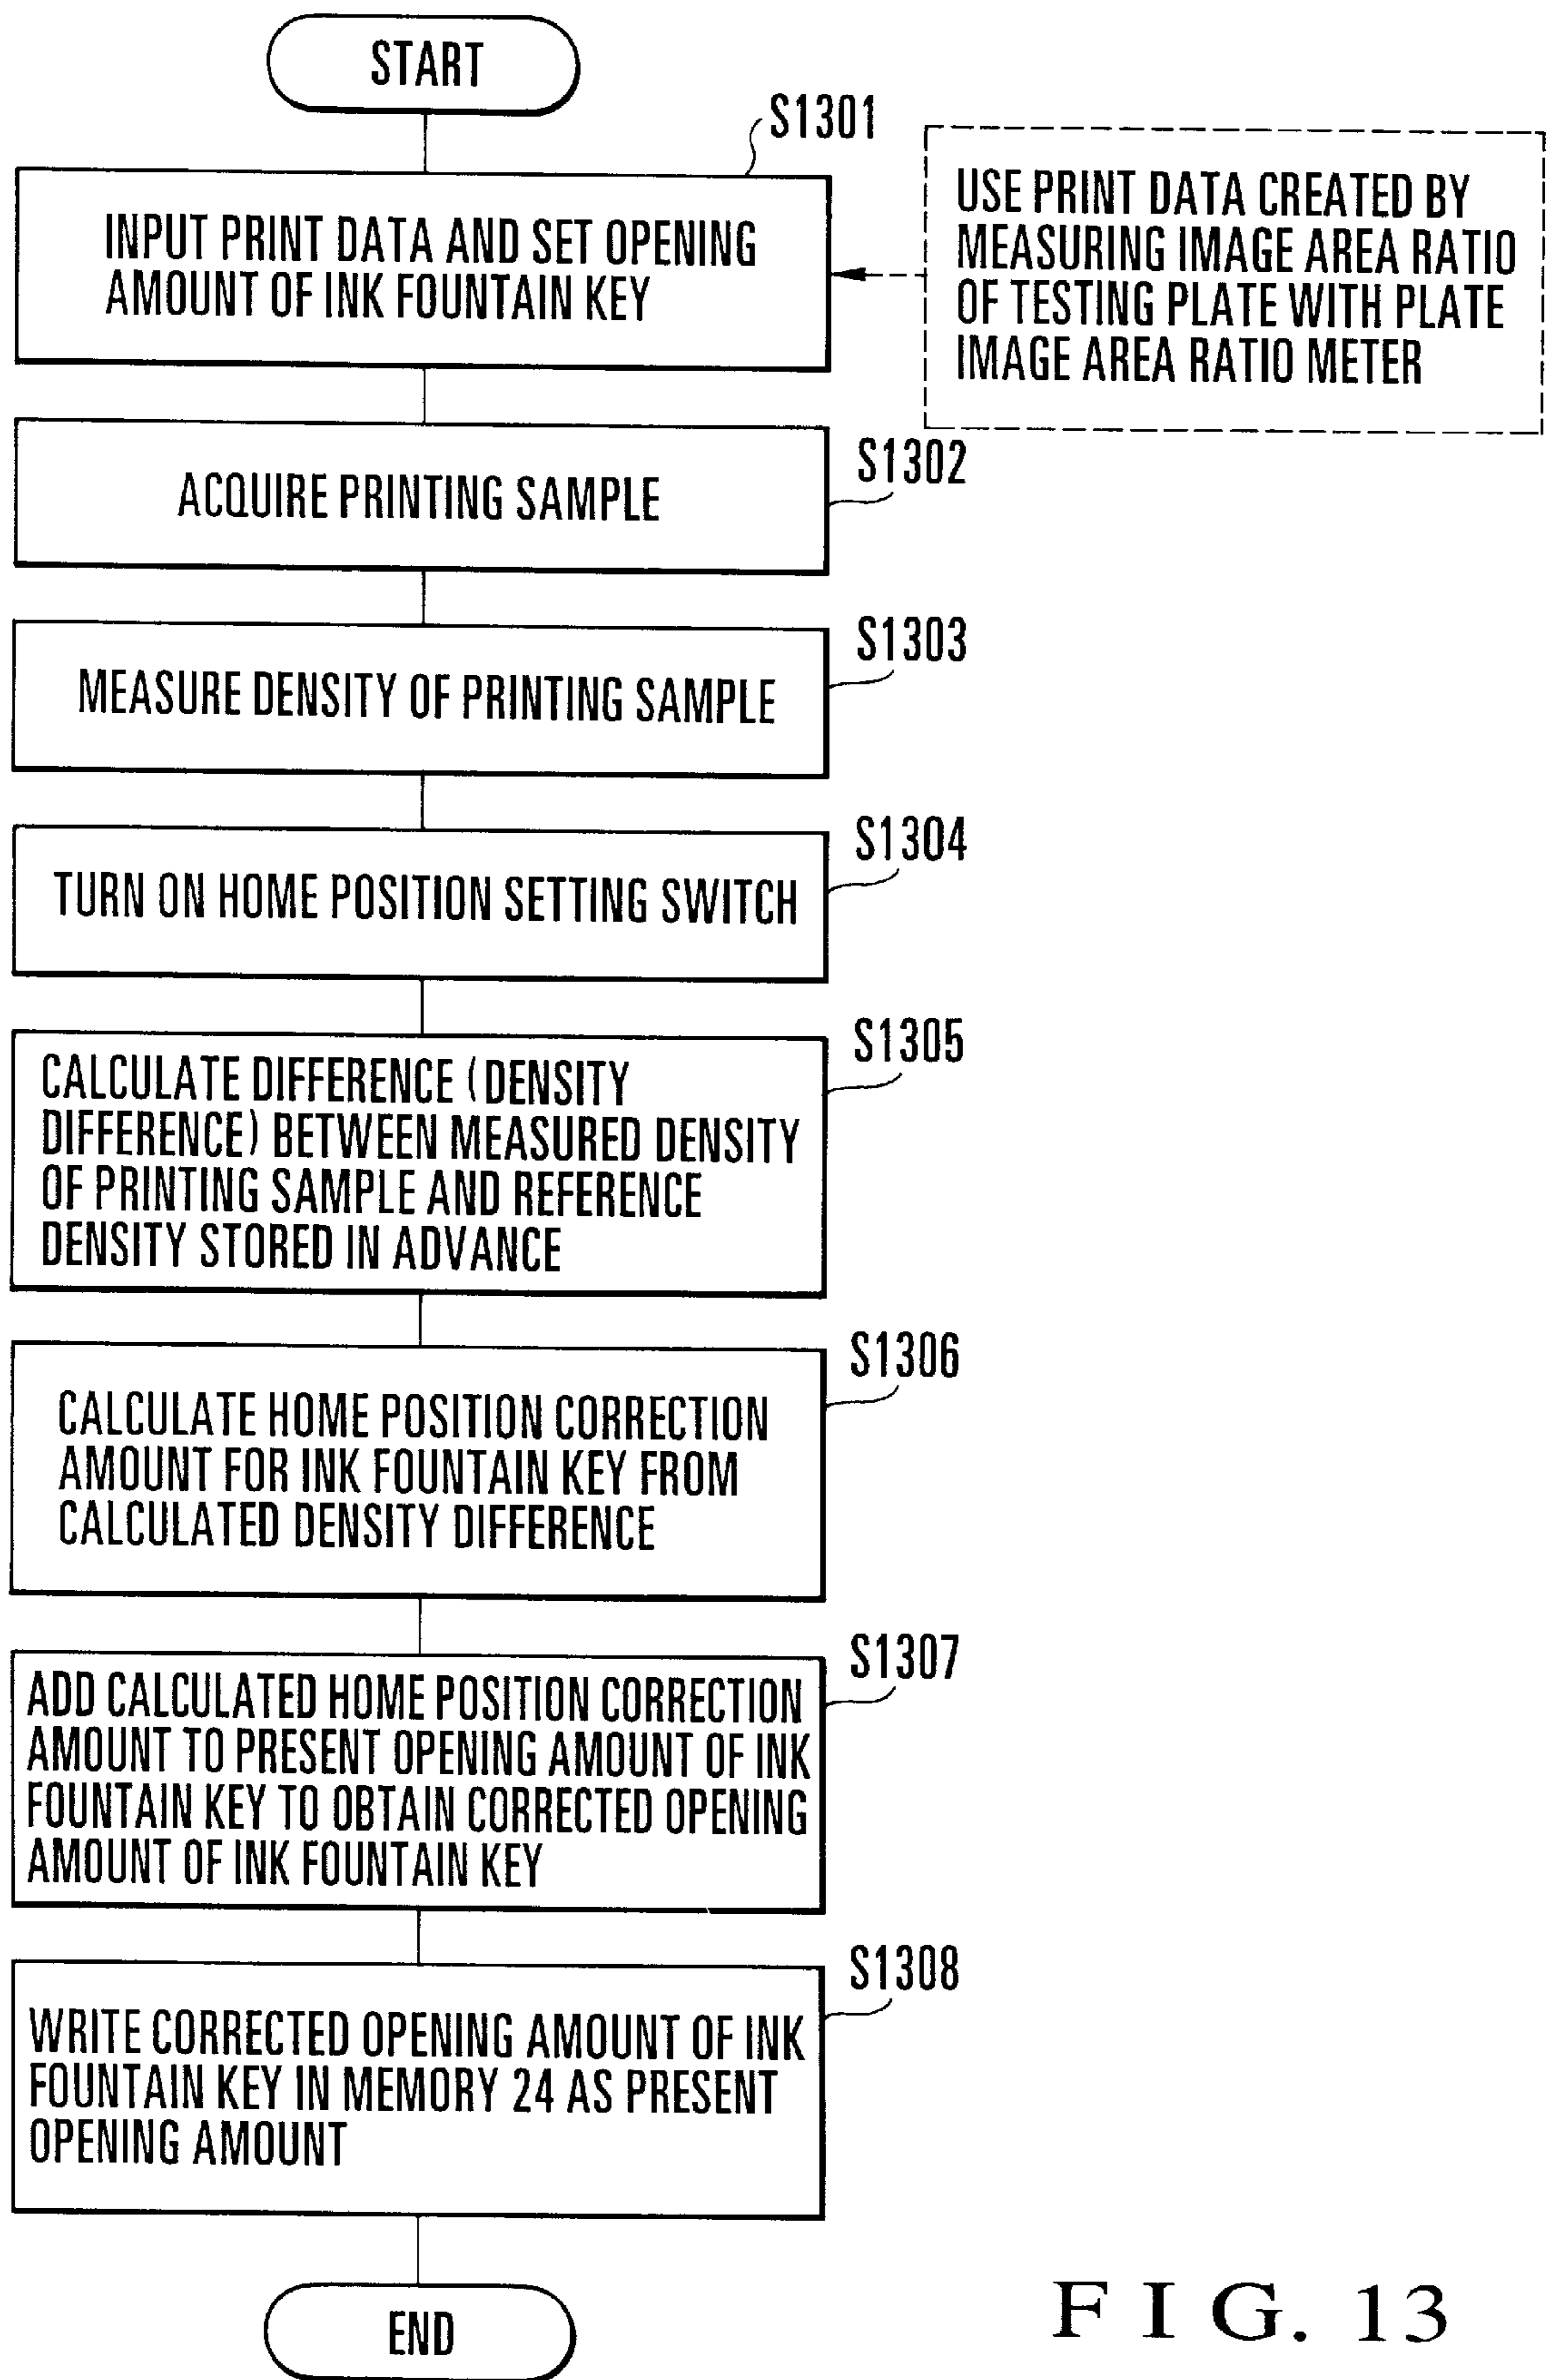 START
S1301
INPUT PRINT DATA AND SET OPENING
AMOUNT OF INK FOUNTAIN KEY
USE PRINT DATA CREATED BY
MEASURING IMAGE AREA RATIO
OF TESTING PLATE WITH PLATE
IMAGE AREA RATIO METER
S1302
ACQUIRE PRINTING SAMPLE
S1303
MEASURE DENSITY OF PRINTING SAMPLE
S1304
TURN ON HOME POSITION SETTING SWITCH
S1305
CALCULATE DIFFERENCE (DENSITY
DIFFERENCE) BETWEEN MEASURED DENSITY
OF PRINTING SAMPLE AND REFERENCE
DENSITY STORED IN ADVANCE
S1306
CALCULATE HOME POSITION CORRECTION
AMOUNT FOR INK FOUNTAIN KEY FROM
CALCULATED DENSITY DIFFERENCE
S1307
ADD CALCULATED HOME POSITION CORRECTION
AMOUNT TO PRESENT OPENING AMOUNT OF INK
FOUNTAIN KEY TO OBTAIN CORRECTED OPENING
AMOUNT OF INK FOUNTAIN KEY
S1308
WRITE CORRECTED OPENING AMOUNT OF INK
FOUNTAIN KEY IN MEMORY 24 AS PRESENT
OPENING AMOUNT
END
FIG. 13